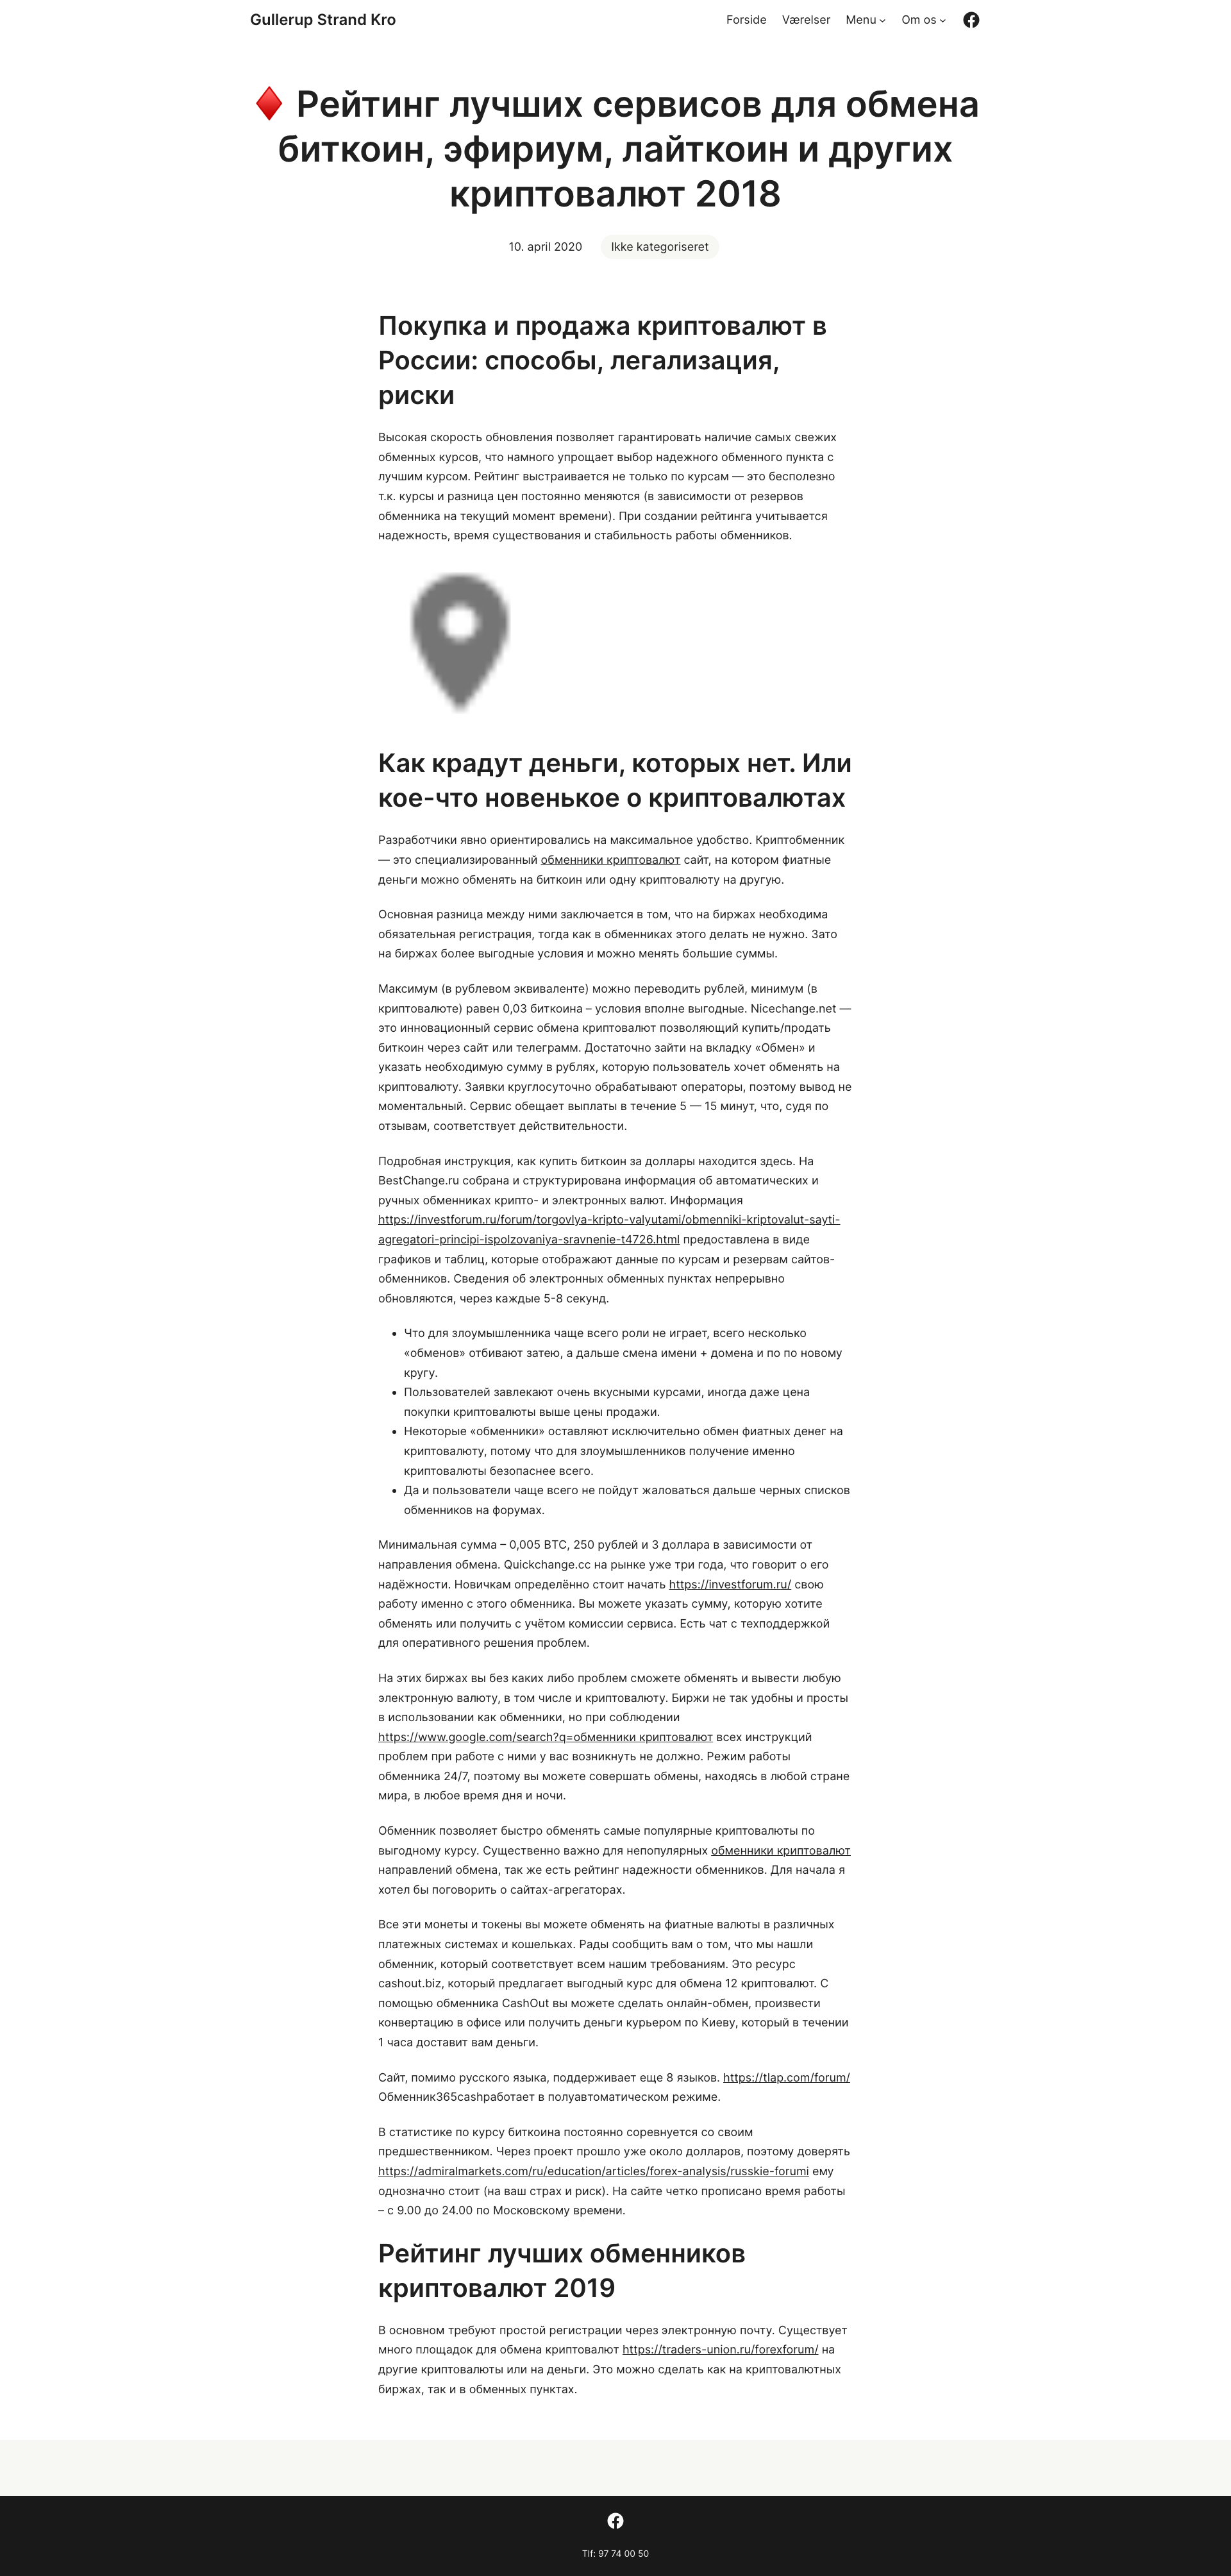 Gullerup Strand Kro
Forside Værelser Menu Om os
Рейтинг лучших сервисов для обмена
биткоин, эфириум, лайткоин и других
криптовалют 2018
10. april 2020 Ikke kategoriseret
Покупка и продажа криптовалют в
России: способы, легализация,
риски
Высокая скорость обновления позволяет гарантировать наличие самых свежих
обменных курсов, что намного упрощает выбор надежного обменного пункта с
лучшим курсом. Рейтинг выстраивается не только по курсам — это бесполезно
т.к. курсы и разница цен постоянно меняются (в зависимости от резервов
обменника на текущий момент времени). При создании рейтинга учитывается
надежность, время существования и стабильность работы обменников.
Как крадут деньги, которых нет. Или
кое-что новенькое о криптовалютах
Разработчики явно ориентировались на максимальное удобство. Криптобменник
— это специализированный обменники криптовалют сайт, на котором фиатные
деньги можно обменять на биткоин или одну криптовалюту на другую.
Основная разница между ними заключается в том, что на биржах необходима
обязательная регистрация, тогда как в обменниках этого делать не нужно. Зато
на биржах более выгодные условия и можно менять большие суммы.
Максимум (в рублевом эквиваленте) можно переводить рублей, минимум (в
криптовалюте) равен 0,03 биткоина – условия вполне выгодные. Nicechange.net —
это инновационный сервис обмена криптовалют позволяющий купить/продать
биткоин через сайт или телеграмм. Достаточно зайти на вкладку «Обмен» и
указать необходимую сумму в рублях, которую пользователь хочет обменять на
криптовалюту. Заявки круглосуточно обрабатывают операторы, поэтому вывод не
моментальный. Сервис обещает выплаты в течение 5 — 15 минут, что, судя по
отзывам, соответствует действительности.
Подробная инструкция, как купить биткоин за доллары находится здесь. На
BestChange.ru собрана и структурирована информация об автоматических и
ручных обменниках крипто- и электронных валют. Информация
https://investforum.ru/forum/torgovlya-kripto-valyutami/obmenniki-kriptovalut-sayti-
agregatori-principi-ispolzovaniya-sravnenie-t4726.html предоставлена в виде
графиков и таблиц, которые отображают данные по курсам и резервам сайтов-
обменников. Сведения об электронных обменных пунктах непрерывно
обновляются, через каждые 5-8 секунд.
• Что для злоумышленника чаще всего роли не играет, всего несколько
«обменов» отбивают затею, а дальше смена имени + домена и по по новому
кругу.
• Пользователей завлекают очень вкусными курсами, иногда даже цена
покупки криптовалюты выше цены продажи.
• Некоторые «обменники» оставляют исключительно обмен фиатных денег на
криптовалюту, потому что для злоумышленников получение именно
криптовалюты безопаснее всего.
• Да и пользователи чаще всего не пойдут жаловаться дальше черных списков
обменников на форумах.
Минимальная сумма – 0,005 BTC, 250 рублей и 3 доллара в зависимости от
направления обмена. Quickchange.cc на рынке уже три года, что говорит о его
надёжности. Новичкам определённо стоит начать https://investforum.ru/ свою
работу именно с этого обменника. Вы можете указать сумму, которую хотите
обменять или получить с учётом комиссии сервиса. Есть чат с техподдержкой
для оперативного решения проблем.
На этих биржах вы без каких либо проблем сможете обменять и вывести любую
электронную валюту, в том числе и криптовалюту. Биржи не так удобны и просты
в использовании как обменники, но при соблюдении
https://www.google.com/search?q=обменники криптовалют всех инструкций
проблем при работе с ними у вас возникнуть не должно. Режим работы
обменника 24/7, поэтому вы можете совершать обмены, находясь в любой стране
мира, в любое время дня и ночи.
Обменник позволяет быстро обменять самые популярные криптовалюты по
выгодному курсу. Существенно важно для непопулярных обменники криптовалют
направлений обмена, так же есть рейтинг надежности обменников. Для начала я
хотел бы поговорить о сайтах-агрегаторах.
Все эти монеты и токены вы можете обменять на фиатные валюты в различных
платежных системах и кошельках. Рады сообщить вам о том, что мы нашли
обменник, который соответствует всем нашим требованиям. Это ресурс
cashout.biz, который предлагает выгодный курс для обмена 12 криптовалют. С
помощью обменника CashOut вы можете сделать онлайн-обмен, произвести
конвертацию в офисе или получить деньги курьером по Киеву, который в течении
1 часа доставит вам деньги.
Сайт, помимо русского языка, поддерживает еще 8 языков. https://tlap.com/forum/
Обменник365cashработает в полуавтоматическом режиме.
В статистике по курсу биткоина постоянно соревнуется со своим
предшественником. Через проект прошло уже около долларов, поэтому доверять
https://admiralmarkets.com/ru/education/articles/forex-analysis/russkie-forumi ему
однозначно стоит (на ваш страх и риск). На сайте четко прописано время работы
– с 9.00 до 24.00 по Московскому времени.
Рейтинг лучших обменников
криптовалют 2019
В основном требуют простой регистрации через электронную почту. Существует
много площадок для обмена криптовалют https://traders-union.ru/forexforum/ на
другие криптовалюты или на деньги. Это можно сделать как на криптовалютных
биржах, так и в обменных пунктах.
Tlf: 97 74 00 50